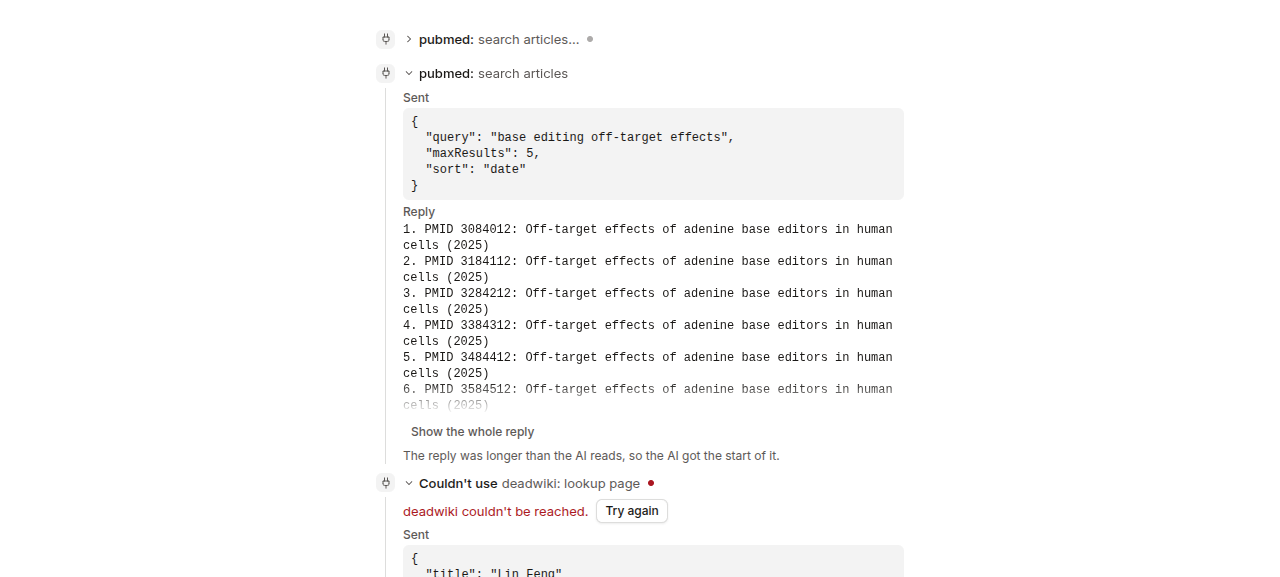 pubmed: search articles...
pubmed: search articles
Sent
{
  "query": "base editing off-target effects",
  "maxResults": 5,
  "sort": "date"
}
Reply
1. PMID 3084012: Off-target effects of adenine base editors in human
cells (2025)
2. PMID 3184112: Off-target effects of adenine base editors in human
cells (2025)
3. PMID 3284212: Off-target effects of adenine base editors in human
cells (2025)
4. PMID 3384312: Off-target effects of adenine base editors in human
cells (2025)
5. PMID 3484412: Off-target effects of adenine base editors in human
cells (2025)
6. PMID 3584512: Off-target effects of adenine base editors in human
cells (2025)
Show the whole reply
The reply was longer than the AI reads, so the AI got the start of it.
Couldn't use deadwiki: lookup page
deadwiki couldn't be reached. Try again
Sent
{
  "title": "Lin Feng"